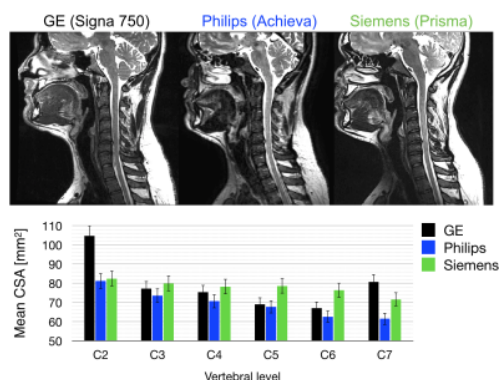 GE (Signa 750) Philips (Achieva) Siemens (Prisma)
Mean CSA [mm²]
110
100
90
80
70
60
50
C2 C3 C4 C5 C6 C7
Vertebral level
GE
Philips
Siemens